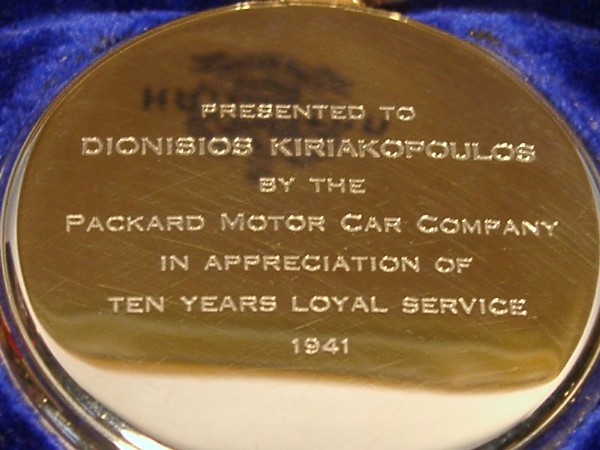 PRESENTED TO
DIONISIOS KIRIAKOPOULOS
BY THE
PACKARD MOTOR CAR COMPANY
IN APPRECIATION OF
TEN YEARS LOYAL SERVICE
1941